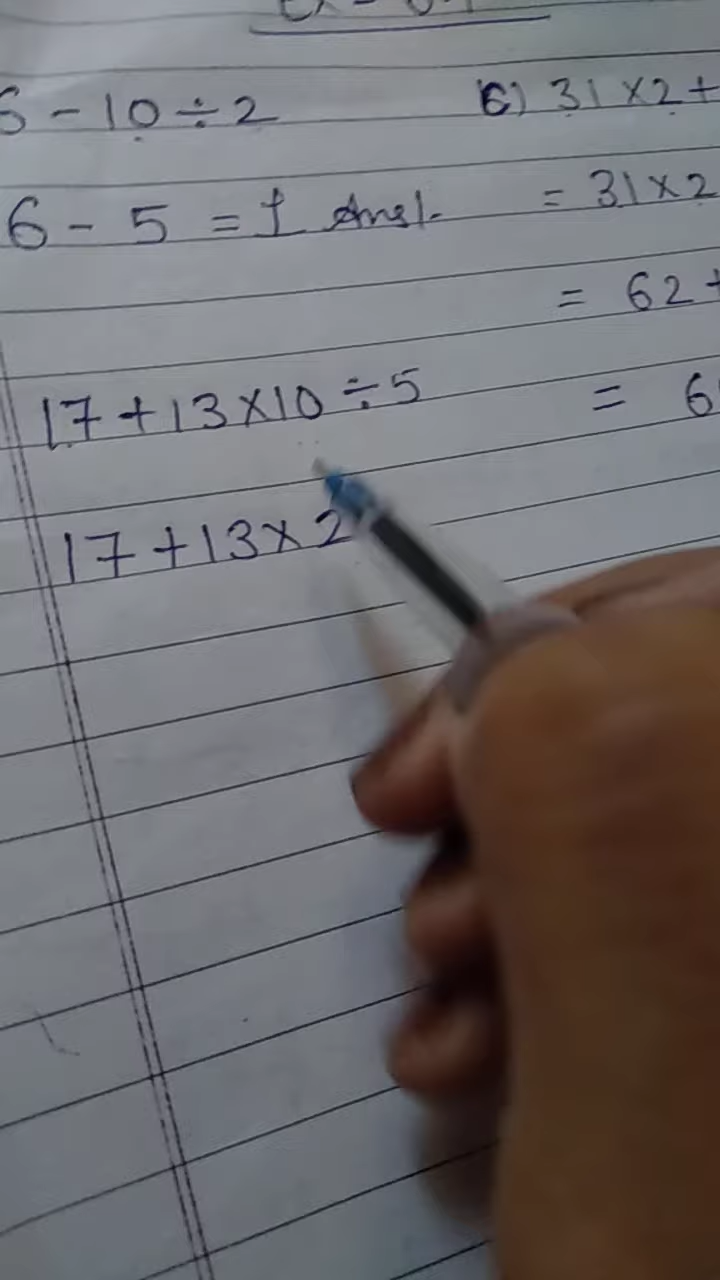 6 - 10 ÷ 2
6 - 5 = 1 Ans.
17 + 13 × 10 ÷ 5
17 + 13 × 2
c) 31 × 2 +
= 31 × 2
= 62 +
= 6